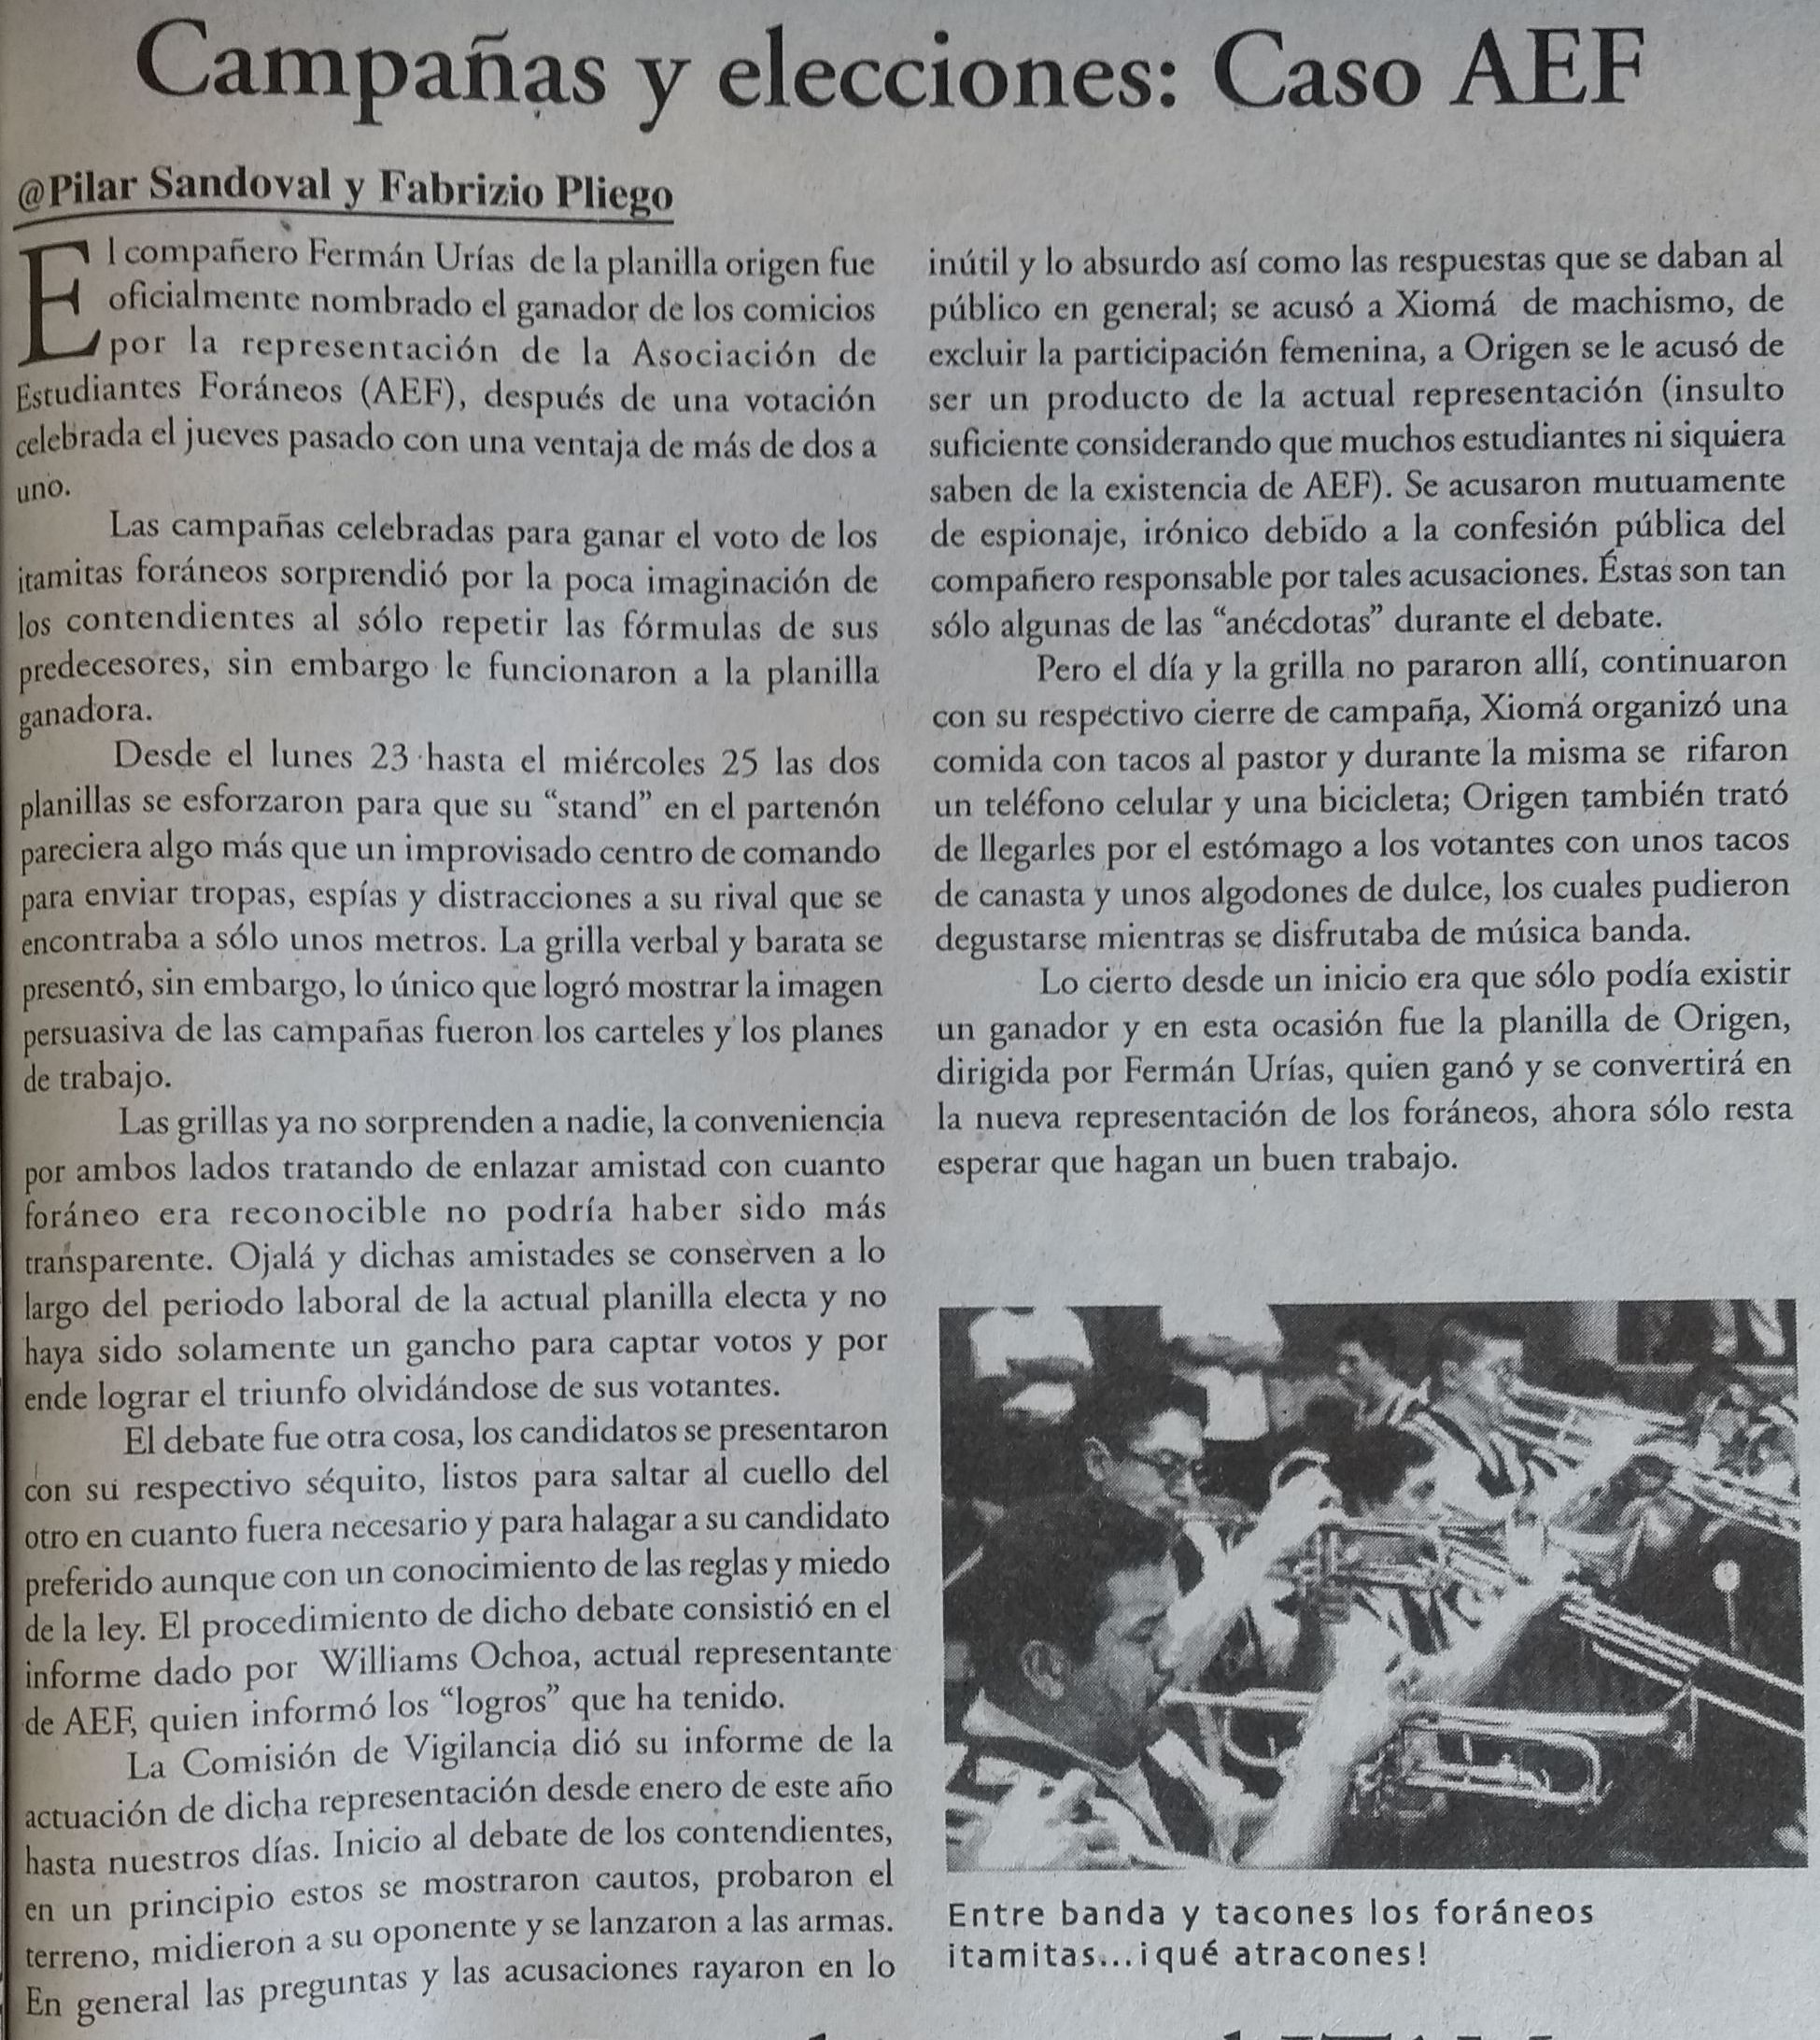 Campañas y elecciones: Caso AEF
@Pilar Sandoval y Fabrizio Pliego
El compañero Fermán Urías de la planilla origen fue
oficialmente nombrado el ganador de los comicios
por la representación de la Asociación de
Estudiantes Foráneos (AEF), después de una votación
celebrada el jueves pasado con una ventaja de más de dos a
uno.
Las campañas celebradas para ganar el voto de los
itamitas foráneos sorprendió por la poca imaginación de
los contendientes al sólo repetir las fórmulas de sus
predecesores, sin embargo le funcionaron a la planilla
ganadora.
Desde el lunes 23 hasta el miércoles 25 las dos
planillas se esforzaron para que su “stand” en el partenón
pareciera algo más que un improvisado centro de comando
para enviar tropas, espías y distracciones a su rival que se
encontraba a sólo unos metros. La grilla verbal y barata se
presentó, sin embargo, lo único que logró mostrar la imagen
persuasiva de las campañas fueron los carteles y los planes
de trabajo.
Las grillas ya no sorprenden a nadie, la conveniencia
por ambos lados tratando de enlazar amistad con cuanto
foráneo era reconocible no podría haber sido más
transparente. Ojalá y dichas amistades se conserven a lo
largo del periodo laboral de la actual planilla electa y no
haya sido solamente un gancho para captar votos y por
ende lograr el triunfo olvidándose de sus votantes.
El debate fue otra cosa, los candidatos se presentaron
con su respectivo séquito, listos para saltar al cuello del
otro en cuanto fuera necesario y para halagar a su candidato
preferido aunque con un conocimiento de las reglas y miedo
de la ley. El procedimiento de dicho debate consistió en el
informe dado por Williams Ochoa, actual representante
de AEF, quien informó los “logros” que ha tenido.
La Comisión de Vigilancia dió su informe de la
actuación de dicha representación desde enero de este año
hasta nuestros días. Inicio al debate de los contendientes,
en un principio estos se mostraron cautos, probaron el
terreno, midieron a su oponente y se lanzaron a las armas.
En general las preguntas y las acusaciones rayaron en lo
inútil y lo absurdo así como las respuestas que se daban al
público en general; se acusó a Xiomá de machismo, de
excluir la participación femenina, a Origen se le acusó de
ser un producto de la actual representación (insulto
suficiente considerando que muchos estudiantes ni siquiera
saben de la existencia de AEF). Se acusaron mutuamente
de espionaje, irónico debido a la confesión pública del
compañero responsable por tales acusaciones. Éstas son tan
sólo algunas de las “anécdotas” durante el debate.
Pero el día y la grilla no pararon allí, continuaron
con su respectivo cierre de campaña, Xiomá organizó una
comida con tacos al pastor y durante la misma se rifaron
un teléfono celular y una bicicleta; Origen también trató
de llegarles por el estómago a los votantes con unos tacos
de canasta y unos algodones de dulce, los cuales pudieron
degustarse mientras se disfrutaba de música banda.
Lo cierto desde un inicio era que sólo podía existir
un ganador y en esta ocasión fue la planilla de Origen,
dirigida por Fermán Urías, quien ganó y se convertirá en
la nueva representación de los foráneos, ahora sólo resta
esperar que hagan un buen trabajo.
Entre banda y tacones los foráneos
itamitas...¡qué atracones!